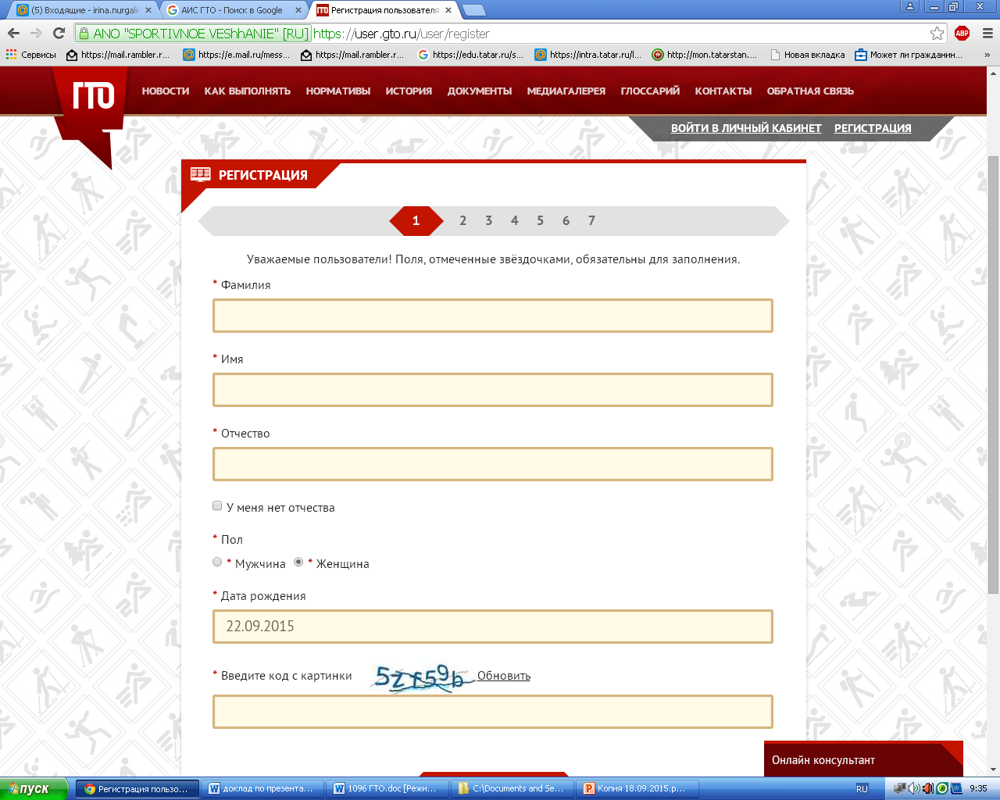 (5) Входящие - irina.nurgali
АИС ГТО - Поиск в Google
Регистрация пользователя
ANO "SPORTIVNOE VEShhANIE" [RU] https://user.gto.ru/user/register
ABP
Сервисы https://mail.rambler.r... https://e.mail.ru/mess... https://mail.rambler.r... https://edu.tatar.ru/s... https://intra.tatar.ru/l... http://mon.tatarstan.... Новая вкладка Может ли гражданин... »
ГТО
НОВОСТИ КАК ВЫПОЛНЯТЬ НОРМАТИВЫ ИСТОРИЯ ДОКУМЕНТЫ МЕДИАГАЛЕРЕЯ ГЛОССАРИЙ КОНТАКТЫ ОБРАТНАЯ СВЯЗЬ
ВОЙТИ В ЛИЧНЫЙ КАБИНЕТ РЕГИСТРАЦИЯ
РЕГИСТРАЦИЯ
1 2 3 4 5 6 7
Уважаемые пользователи! Поля, отмеченные звёздочками, обязательны для заполнения.
* Фамилия
* Имя
* Отчество
У меня нет отчества
* Пол
* Мужчина * Женщина
* Дата рождения
22.09.2015
* Введите код с картинки 5zf59b Обновить
Онлайн консультант
пуск Регистрация пользо... доклад по презента... 1096 ГТО.doc [Режи... C:\Documents and Se... Копия 18.09.2015.p... RU 9:35